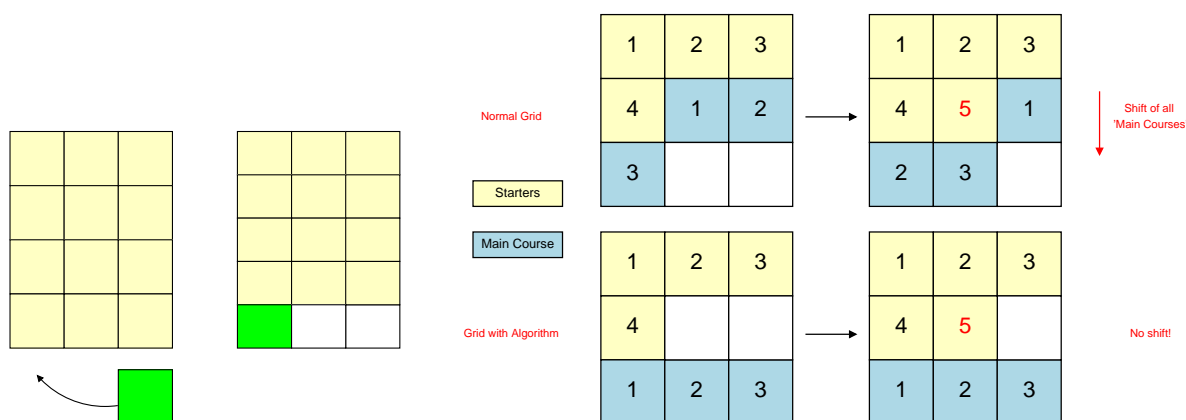 1 2 3
4 1 2
3
1 2 3
4 5 1
2 3
Normal Grid
Shift of all
'Main Courses
Starters
Main Course
1 2 3
4
1 2 3
1 2 3
4 5
1 2 3
Grid with Algorithm
No shift!